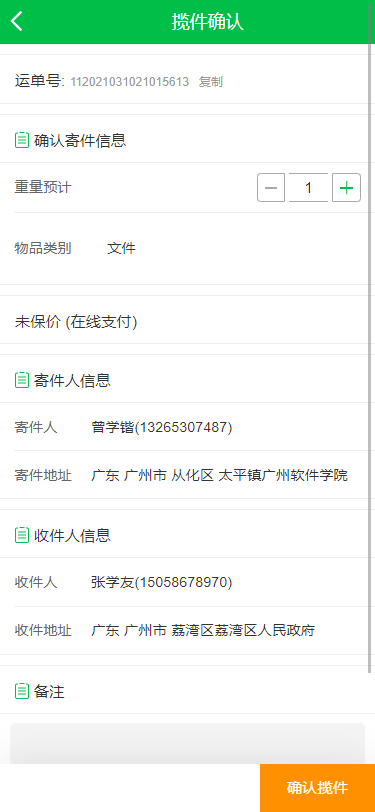 揽件确认
运单号: 112021031021015613 复制
确认寄件信息
重量预计 1
物品类别 文件
未保价 (在线支付)
寄件人信息
寄件人 曾学锴(13265307487)
寄件地址 广东 广州市 从化区 太平镇广州软件学院
收件人信息
收件人 张学友(15058678970)
收件地址 广东 广州市 荔湾区荔湾区人民政府
备注
确认揽件